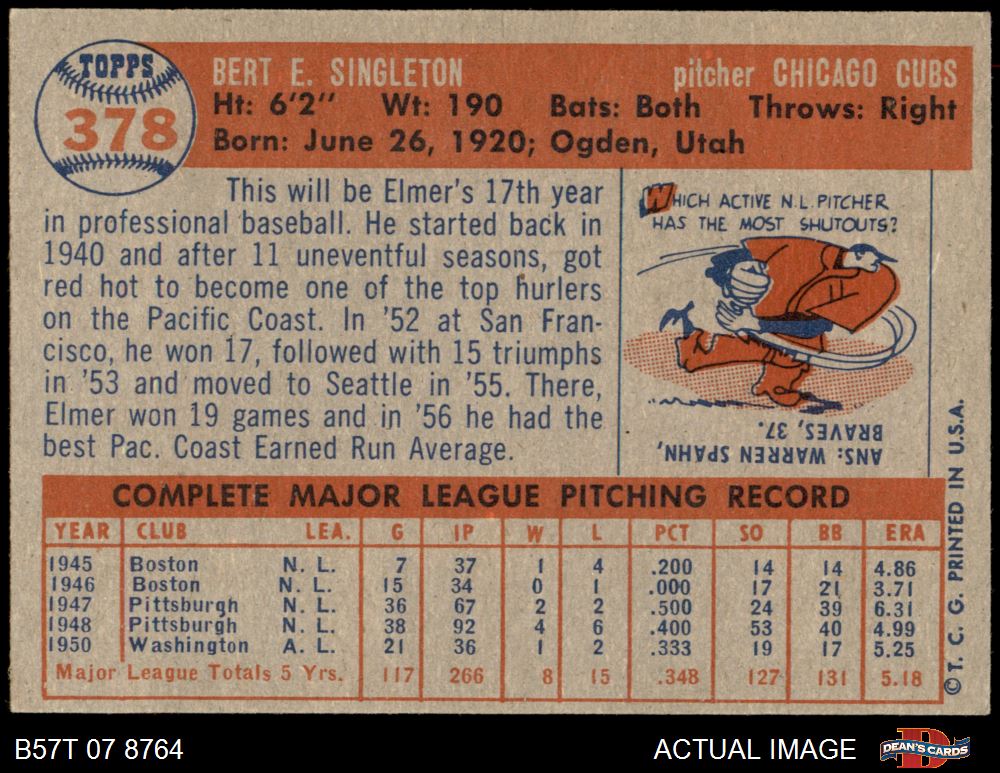 TOPPS
378
BERT E. SINGLETON pitcher CHICAGO CUBS
Ht: 6'2" Wt: 190 Bats: Both Throws: Right
Born: June 26, 1920; Ogden, Utah
This will be Elmer's 17th year
in professional baseball. He started back in
1940 and after 11 uneventful seasons, got
red hot to become one of the top hurlers
on the Pacific Coast. In '52 at San Fran-
cisco, he won 17, followed with 15 triumphs
in '53 and moved to Seattle in '55. There,
Elmer won 19 games and in '56 he had the
best Pac. Coast Earned Run Average.
WHICH ACTIVE N.L. PITCHER
HAS THE MOST SHUTOUTS?
ANS: WARREN SPAHN,
BRAVES, 37.
COMPLETE MAJOR LEAGUE PITCHING RECORD
YEAR CLUB LEA. G IP W L PCT SO BB ERA
1945 Boston N. L. 7 37 1 4 .200 14 14 4.86
1946 Boston N. L. 15 34 0 1 .000 17 21 3.71
1947 Pittsburgh N. L. 36 67 2 2 .500 24 39 6.31
1948 Pittsburgh N. L. 38 92 4 6 .400 53 40 4.99
1950 Washington A. L. 21 36 1 2 .333 19 17 5.25
Major League Totals 5 Yrs. 117 266 8 15 .348 127 131 5.18
© T. C. G. PRINTED IN U.S.A.
B57T 07 8764 ACTUAL IMAGE
DEAN'S CARDS